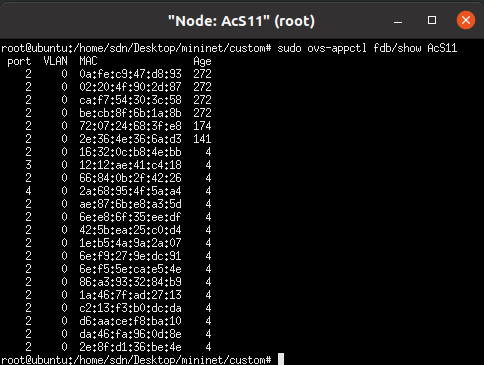 "Node: AcS11" (root)
root@ubuntu:/home/sdn/Desktop/mininet/custom# sudo ovs-appctl fdb/show AcS11
port VLAN MAC Age
2 0 0a:fe:c9:47:d8:93 272
2 0 02:20:4f:90:2d:87 272
2 0 ca:f7:54:30:3c:58 272
2 0 be:cb:8f:6b:1a:8b 272
2 0 72:07:24:68:3f:e8 174
2 0 2e:36:4e:36:6a:d3 141
2 0 16:32:0c:b8:4e:bb 4
3 0 12:12:ae:41:c4:18 4
2 0 66:84:0b:2f:42:26 4
4 0 2a:68:95:4f:5a:a4 4
2 0 ae:87:6b:e8:a3:5d 4
2 0 6e:e8:6f:35:ee:df 4
2 0 42:5b:ea:25:c0:d4 4
2 0 1e:b5:4a:9a:2a:07 4
2 0 6e:f9:27:9e:dc:91 4
2 0 6e:f5:5e:ca:e5:4e 4
2 0 86:a3:93:32:84:b9 4
2 0 1a:46:7f:ad:27:13 4
2 0 c2:13:f3:b0:dc:da 4
2 0 d6:aa:ce:f8:ba:10 4
2 0 da:46:fa:96:0d:8e 4
2 0 2e:8f:d1:36:be:4e 4
root@ubuntu:/home/sdn/Desktop/mininet/custom#